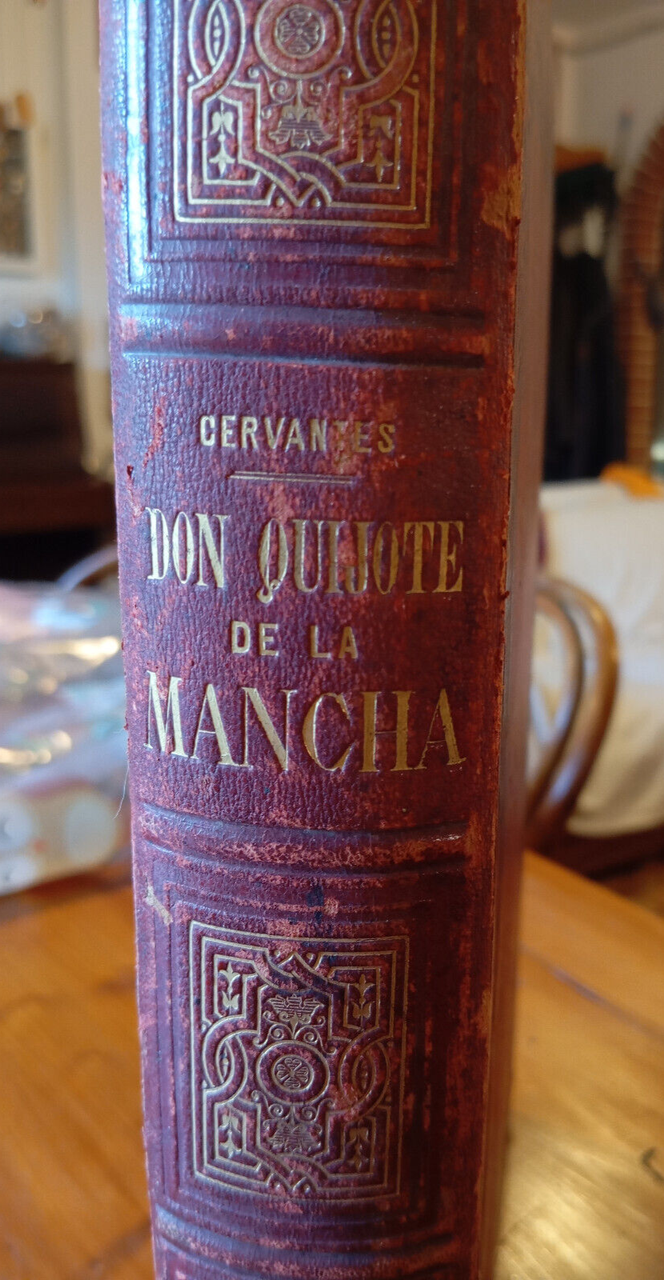 CERVANTES
DON QUIJOTE
DE LA
MANCHA